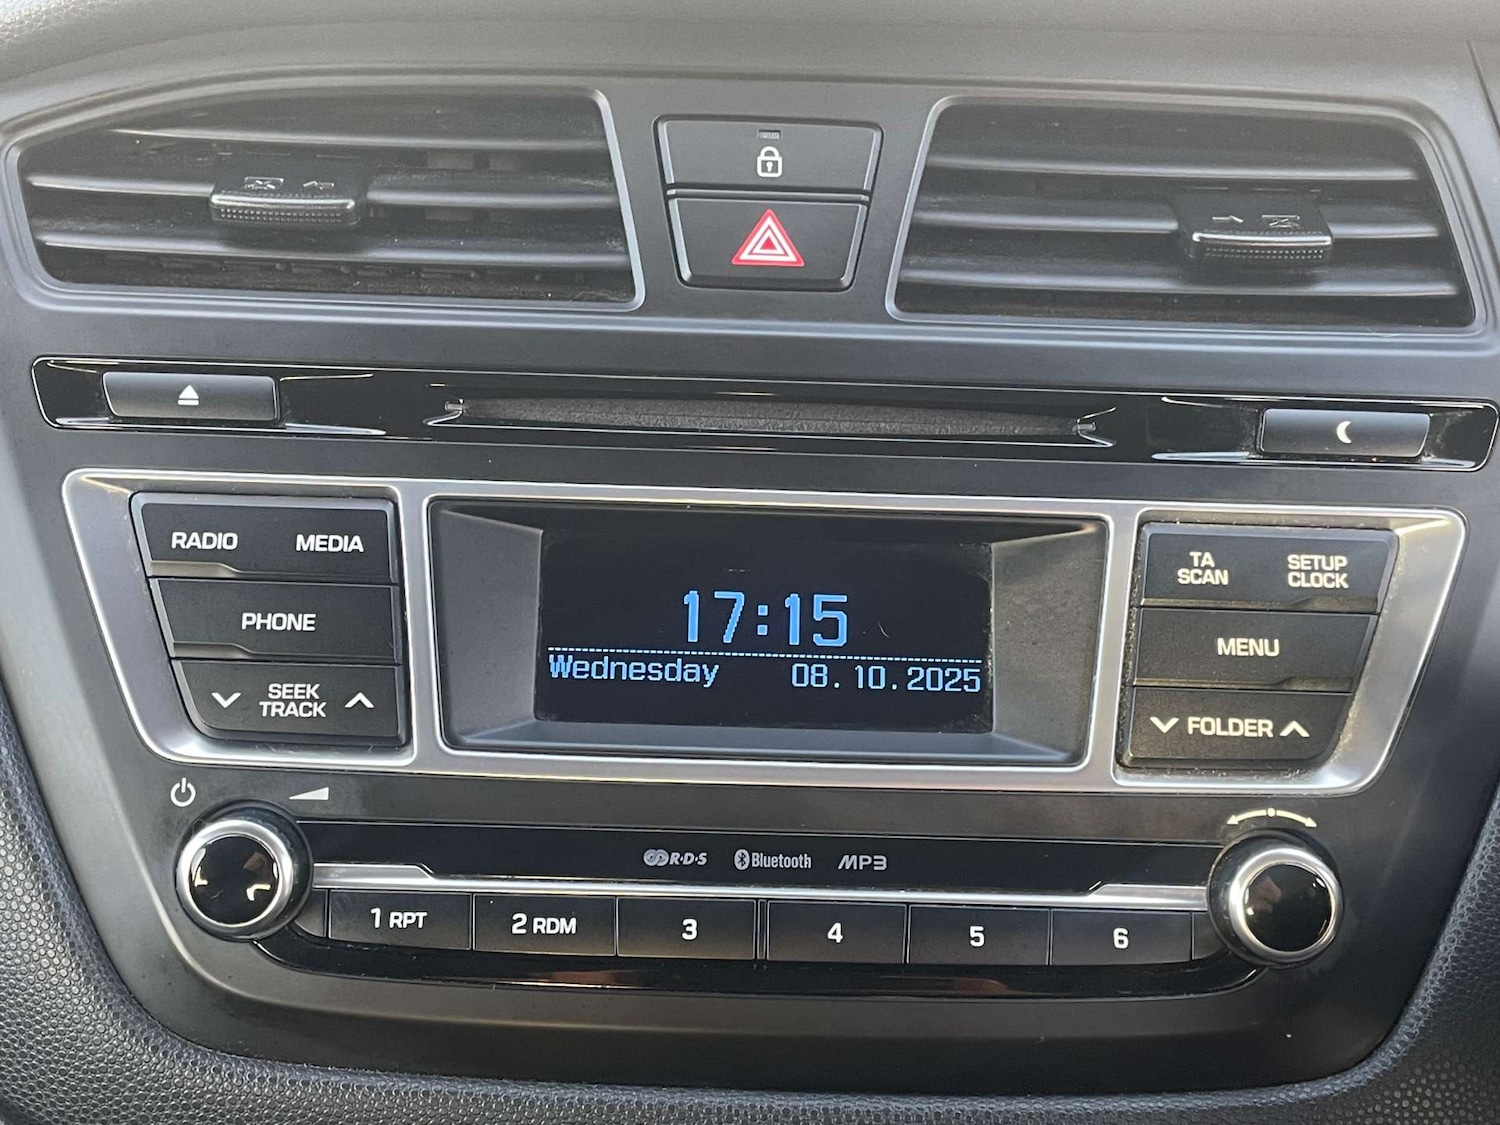 RADIO MEDIA
PHONE
SEEK
TRACK
17:15
Wednesday 08.10.2025
TA
SCAN
SETUP
CLOCK
MENU
FOLDER
R·D·S Bluetooth MP3
1 RPT 2 RDM 3 4 5 6